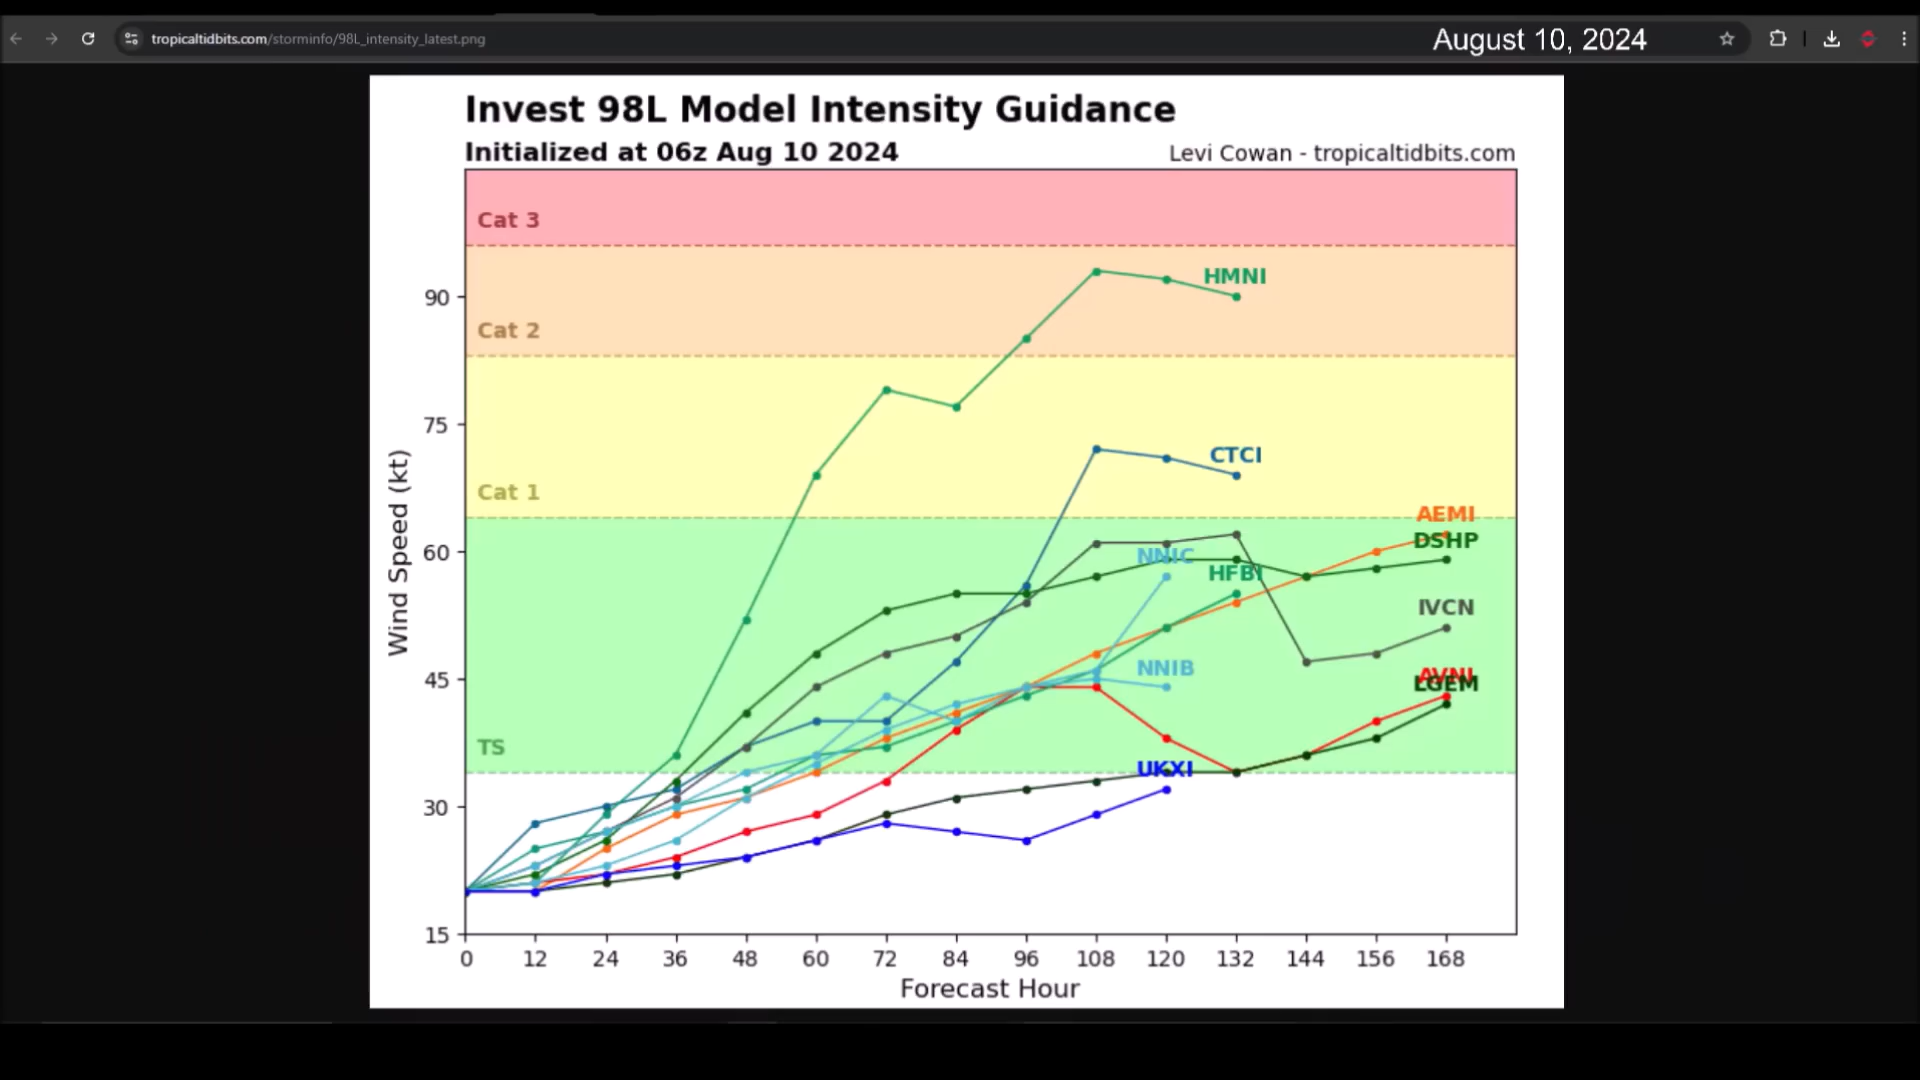 tropicaltidbits.com/storminfo/98L_intensity_latest.png
August 10, 2024
Invest 98L Model Intensity Guidance
Initialized at 06z Aug 10 2024
Levi Cowan - tropicaltidbits.com
Cat 3
HMNI
90
Cat 2
75
CTCI
Cat 1
AEMI
DSHP
60
NNIC
HFBI
IVCN
Wind Speed (kt)
NNIB
45
AVNI
LGEM
TS
UKXI
30
15
0 12 24 36 48 60 72 84 96 108 120 132 144 156 168
Forecast Hour